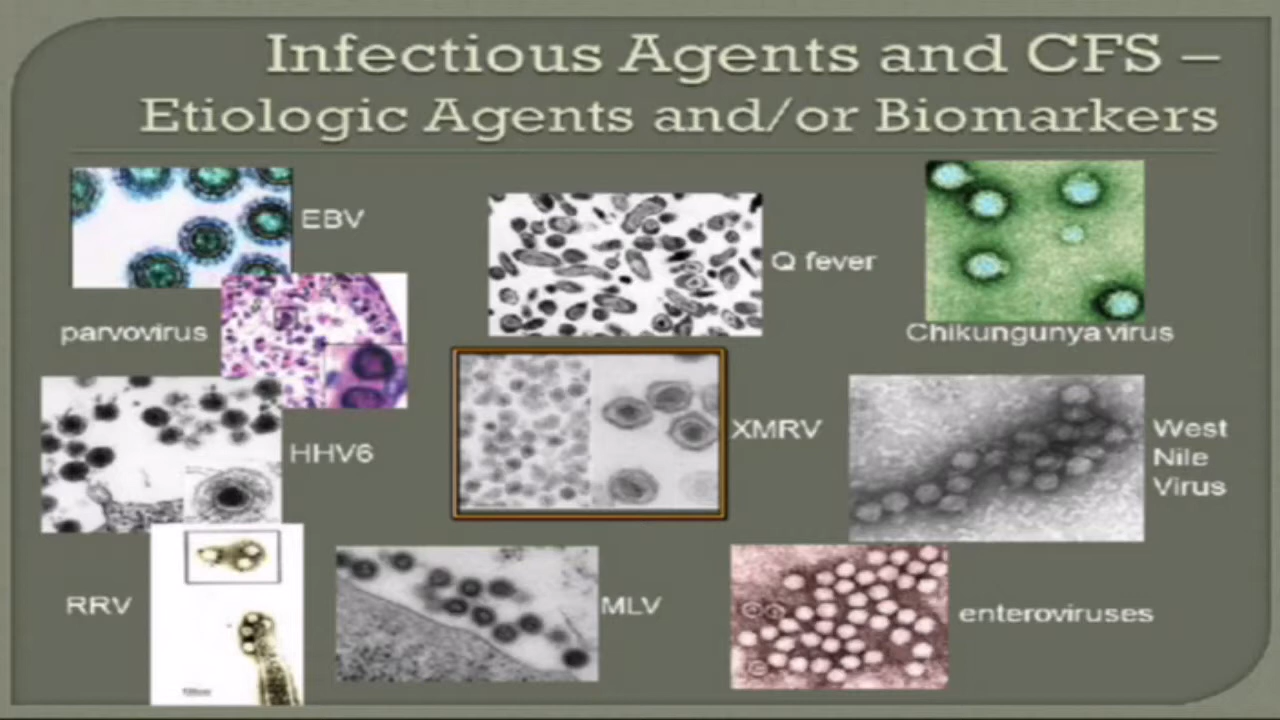 Infectious Agents and CFS –
Etiologic Agents and/or Biomarkers
EBV
Q fever
parvovirus
Chikungunya virus
HHV6
XMRV
West
Nile
Virus
RRV
MLV
enteroviruses